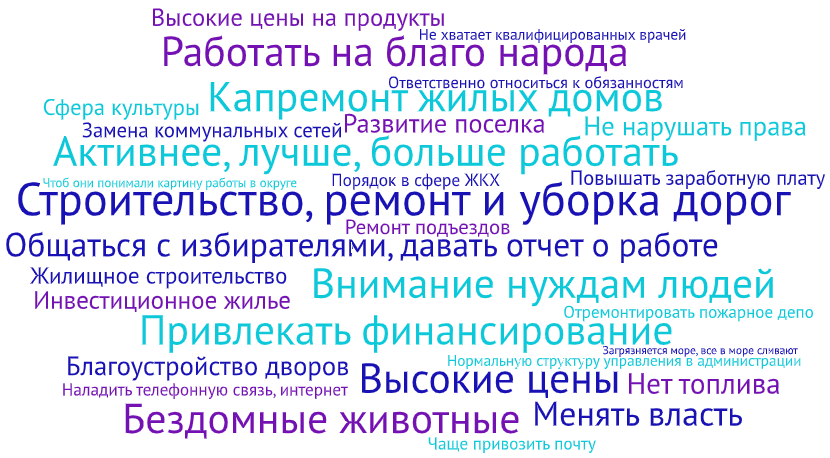 Высокие цены на продукты
Не хватает квалифицированных врачей
Работать на благо народа
Ответственно относиться к обязанностям
Капремонт жилых домов
Сфера культуры
Замена коммунальных сетей
Развитие поселка
Не нарушать права
Активнее, лучше, больше работать
Чтоб они понимали картину работы в округе
Порядок в сфере ЖКХ
Повышать заработную плату
Строительство, ремонт и уборка дорог
Ремонт подъездов
Общаться с избирателями, давать отчет о работе
Жилищное строительство
Внимание нуждам людей
Инвестиционное жилье
Отремонтировать пожарное депо
Привлекать финансирование
Загрязняется море, все в море сливают
Благоустройство дворов
Нормальную структуру управления в администрации
Наладить телефонную связь, интернет
Высокие цены
Нет топлива
Бездомные животные
Менять власть
Чаще привозить почту